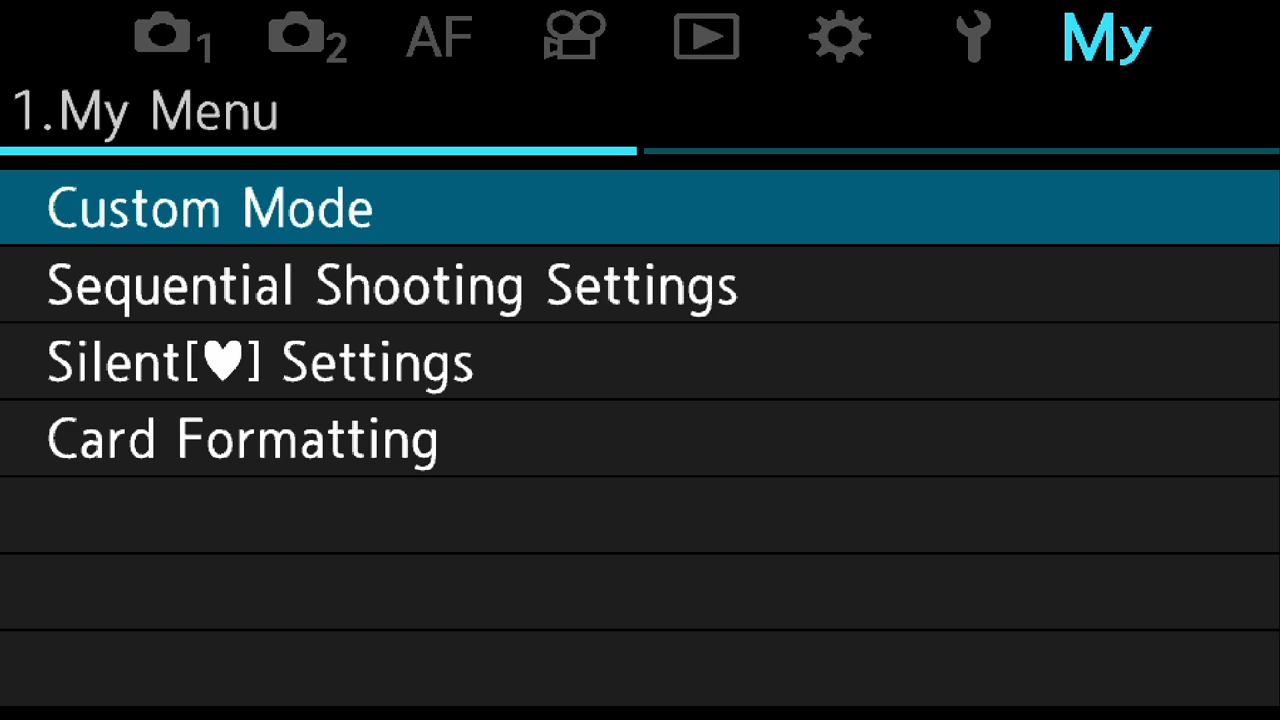 1 2 AF My
1.My Menu
Custom Mode
Sequential Shooting Settings
Silent[♥] Settings
Card Formatting